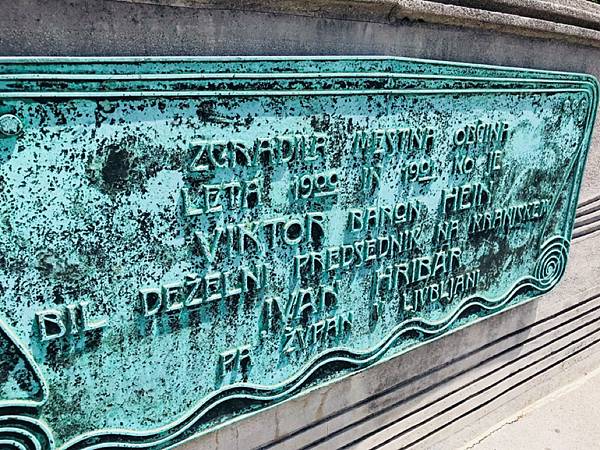 ZGRADILA MESTNA OBČINA
LETA 1900 IN 1901 KO JE
VIKTOR BARON HEIN
BIL DEŽELNI PREDSEDNIK NA KRANJSKEM
IVAN HRIBAR
PA ŽUPAN V LJUBLJANI